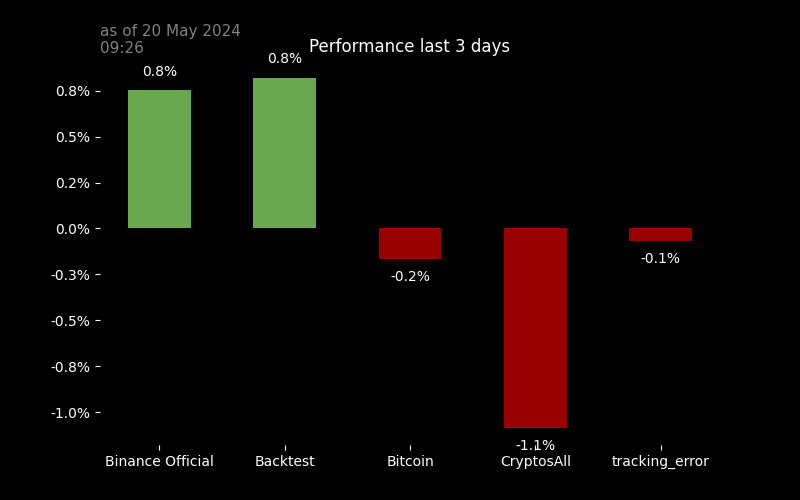 as of 20 May 2024
09:26
Performance last 3 days
0.8%
0.8%
0.8%
0.5%
0.2%
0.0%
-0.3%
-0.5%
-0.8%
-1.0%
-0.2%
-1.1%
-0.1%
Binance Official
Backtest
Bitcoin
CryptosAll
tracking_error